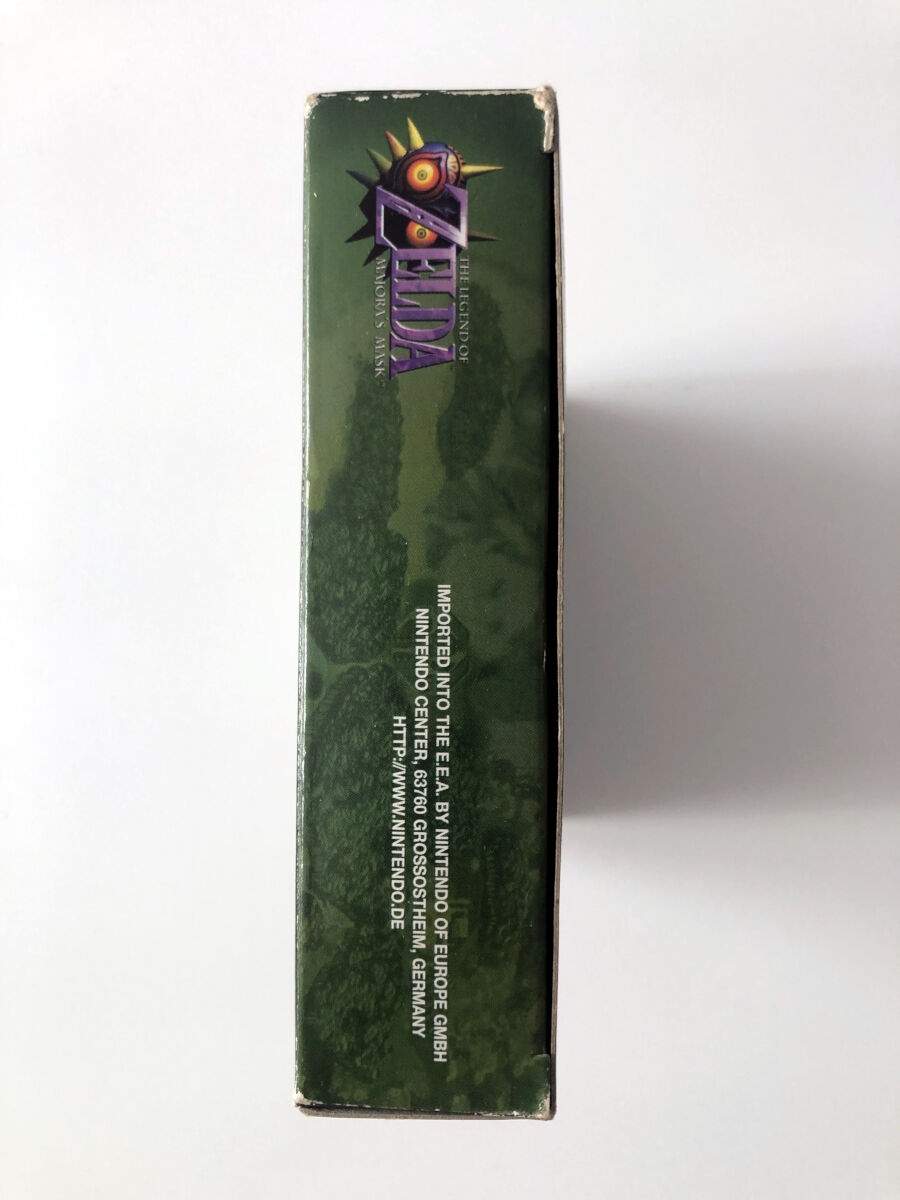 THE LEGEND OF
ZELDA
MAJORA'S MASK™
IMPORTED INTO THE E.E.A. BY NINTENDO OF EUROPE GMBH
NINTENDO CENTER, 63760 GROSSOSTHEIM, GERMANY
HTTP://WWW.NINTENDO.DE